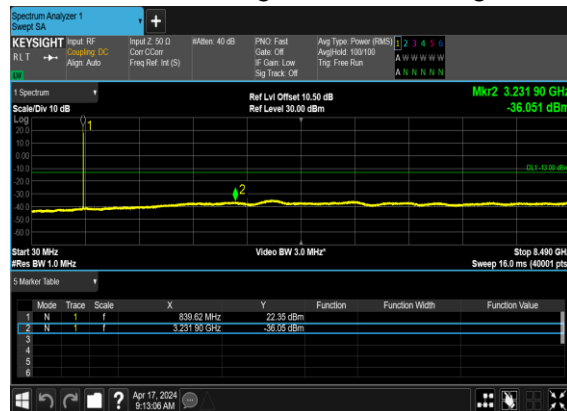 Spectrum Analyzer 1
Swept SA
+
KEYSIGHT Input: RF Input Z: 50 Ω #Atten: 40 dB PNO: Fast Avg Type: Power (RMS) 1 2 3 4 5 6
RLT Coupling: DC Corr CCorr Gate: Off Avg|Hold: 100/100 A W W W W W
Align: Auto Freq Ref: Int (S) IF Gain: Low Trig: Free Run
Sig Track: Off A N N N N N
1 Spectrum Ref Lvl Offset 10.50 dB Mkr2 3.231 90 GHz
Scale/Div 10 dB Ref Level 30.00 dBm -36.051 dBm
Log
1
20.0
10.0
0.00
-10.0 DL1 -13.00 dBm
-20.0
-30.0 2
-40.0
-50.0
-60.0
Start 30 MHz Video BW 3.0 MHz* Stop 8.490 GHz
#Res BW 1.0 MHz Sweep 16.0 ms (40001 pts)
5 Marker Table
Mode Trace Scale X Y Function Function Width Function Value
1 N 1 f 839.62 MHz 22.35 dBm
2 N 1 f 3.231 90 GHz -36.05 dBm
3
4
5
6
? Apr 17, 2024
9:13:06 AM